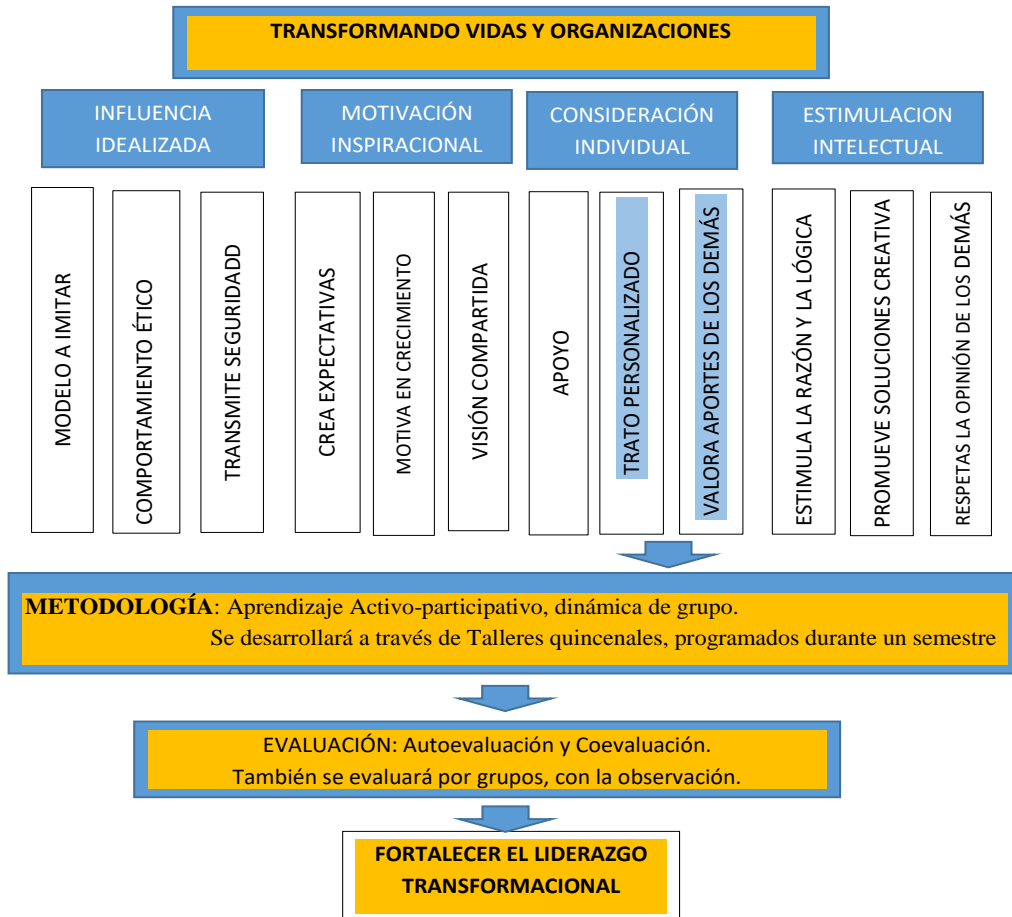 TRANSFORMANDO VIDAS Y ORGANIZACIONES
INFLUENCIA
IDEALIZADA
MOTIVACIÓN
INSPIRACIONAL
CONSIDERACIÓN
INDIVIDUAL
ESTIMULACION
INTELECTUAL
MODELO A IMITAR
COMPORTAMIENTO ÉTICO
TRANSMITE SEGURIDADD
CREA EXPECTATIVAS
MOTIVA EN CRECIMIENTO
VISIÓN COMPARTIDA
APOYO
TRATO PERSONALIZADO
VALORA APORTES DE LOS DEMÁS
ESTIMULA LA RAZÓN Y LA LÓGICA
PROMUEVE SOLUCIONES CREATIVA
RESPETAS LA OPINIÓN DE LOS DEMÁS
METODOLOGÍA: Aprendizaje Activo-participativo, dinámica de grupo.
Se desarrollará a través de Talleres quincenales, programados durante un semestre
EVALUACIÓN: Autoevaluación y Coevaluación.
También se evaluará por grupos, con la observación.
FORTALECER EL LIDERAZGO
TRANSFORMACIONAL